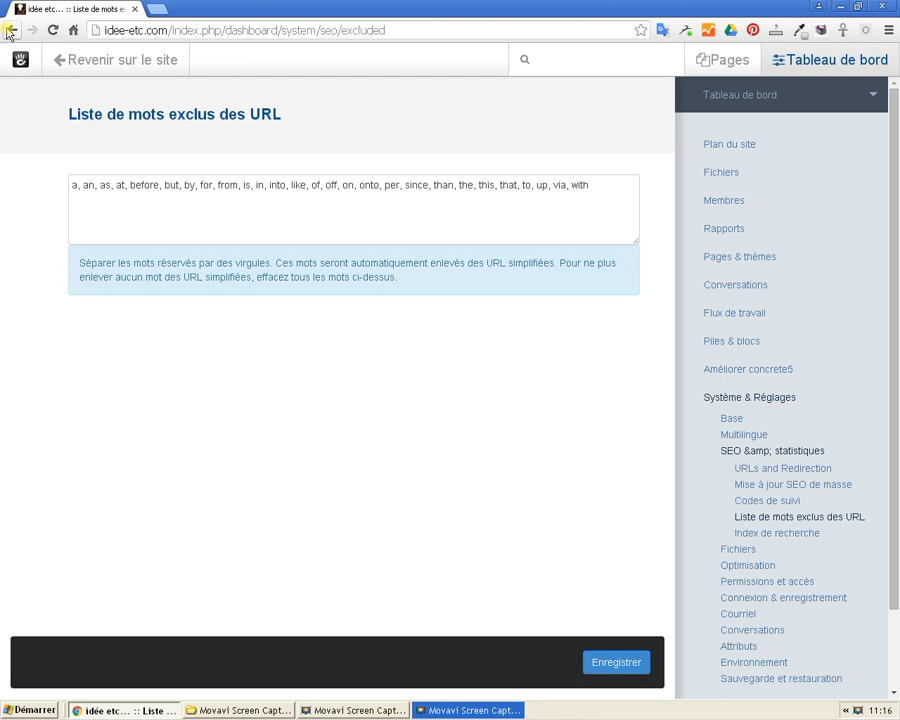 idée etc... :: Liste de mots e
idee-etc.com/index.php/dashboard/system/seo/excluded
Revenir sur le site
Pages
Tableau de bord
Liste de mots exclus des URL
Tableau de bord
a, an, as, at, before, but, by, for, from, is, in, into, like, of, off, on, onto, per, since, than, the, this, that, to, up, via, with
Séparer les mots réservés par des virgules. Ces mots seront automatiquement enlevés des URL simplifiées. Pour ne plus
enlever aucun mot des URL simplifiées, effacez tous les mots ci-dessus.
Plan du site
Fichiers
Membres
Rapports
Pages & thèmes
Conversations
Flux de travail
Piles & blocs
Améliorer concrete5
Système & Réglages
Base
Multilingue
SEO &amp; statistiques
URLs and Redirection
Mise à jour SEO de masse
Codes de suivi
Liste de mots exclus des URL
Index de recherche
Fichiers
Optimisation
Permissions et accès
Connexion & enregistrement
Courriel
Conversations
Attributs
Environnement
Sauvegarde et restauration
Enregistrer
Démarrer
idée etc... :: Liste ...
Movavi Screen Capt...
Movavi Screen Capt...
Movavi Screen Capt...
11:16